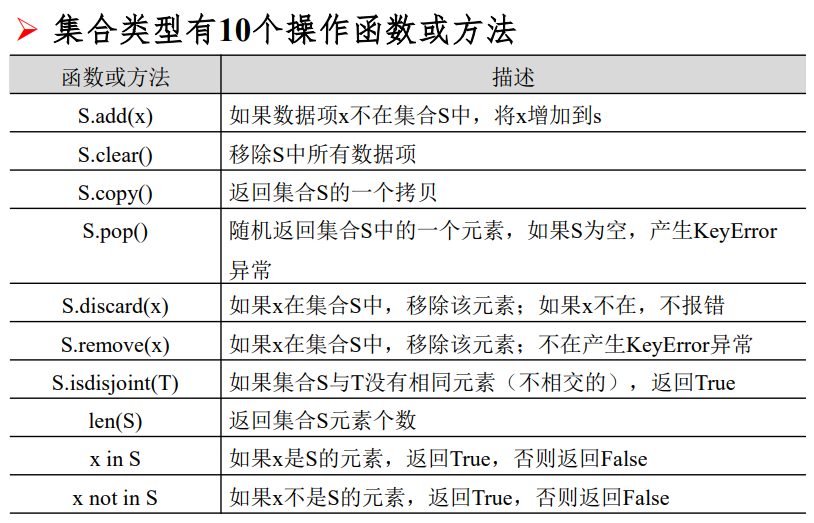 ➢ 集合类型有10个操作函数或方法
函数或方法 描述
S.add(x) 如果数据项x不在集合S中，将x增加到s
S.clear() 移除S中所有数据项
S.copy() 返回集合S的一个拷贝
S.pop() 随机返回集合S中的一个元素，如果S为空，产生KeyError
异常
S.discard(x) 如果x在集合S中，移除该元素；如果x不在，不报错
S.remove(x) 如果x在集合S中，移除该元素；不在产生KeyError异常
S.isdisjoint(T) 如果集合S与T没有相同元素（不相交的），返回True
len(S) 返回集合S元素个数
x in S 如果x是S的元素，返回True，否则返回False
x not in S 如果x不是S的元素，返回True，否则返回False